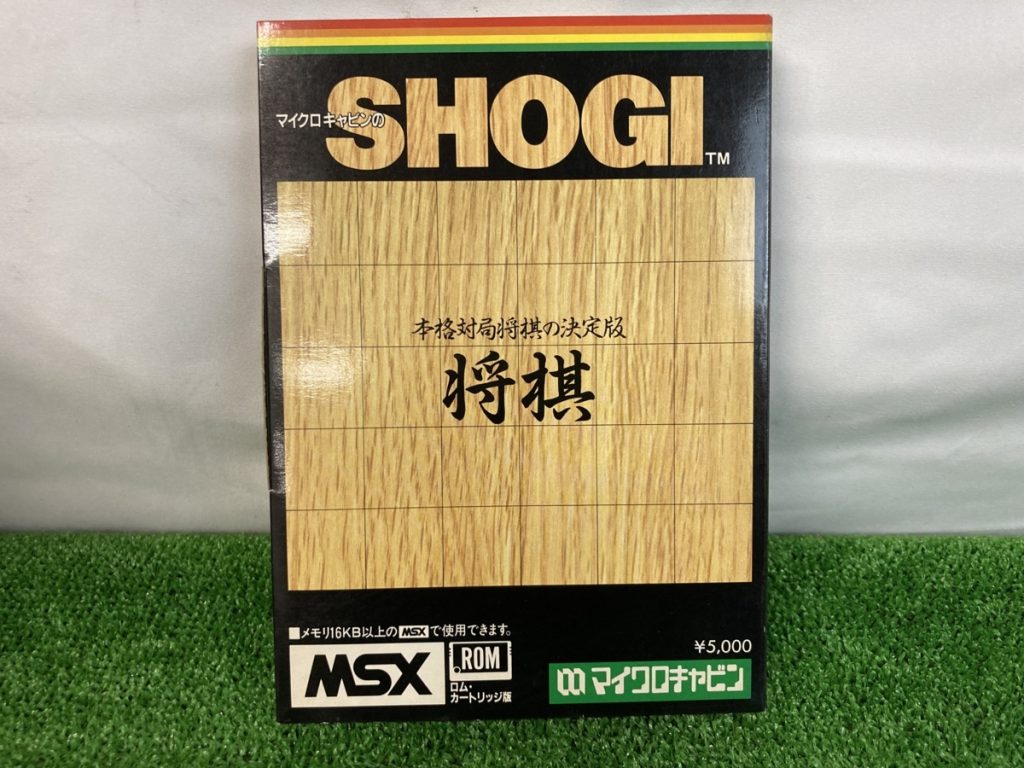 マイクロキャビンの
SHOGI
TM
本格対局将棋の決定版
将棋
■メモリ16KB以上のMSXで使用できます。
MSX
ROM
ロム・
カートリッジ版
¥5,000
マイクロキャビン